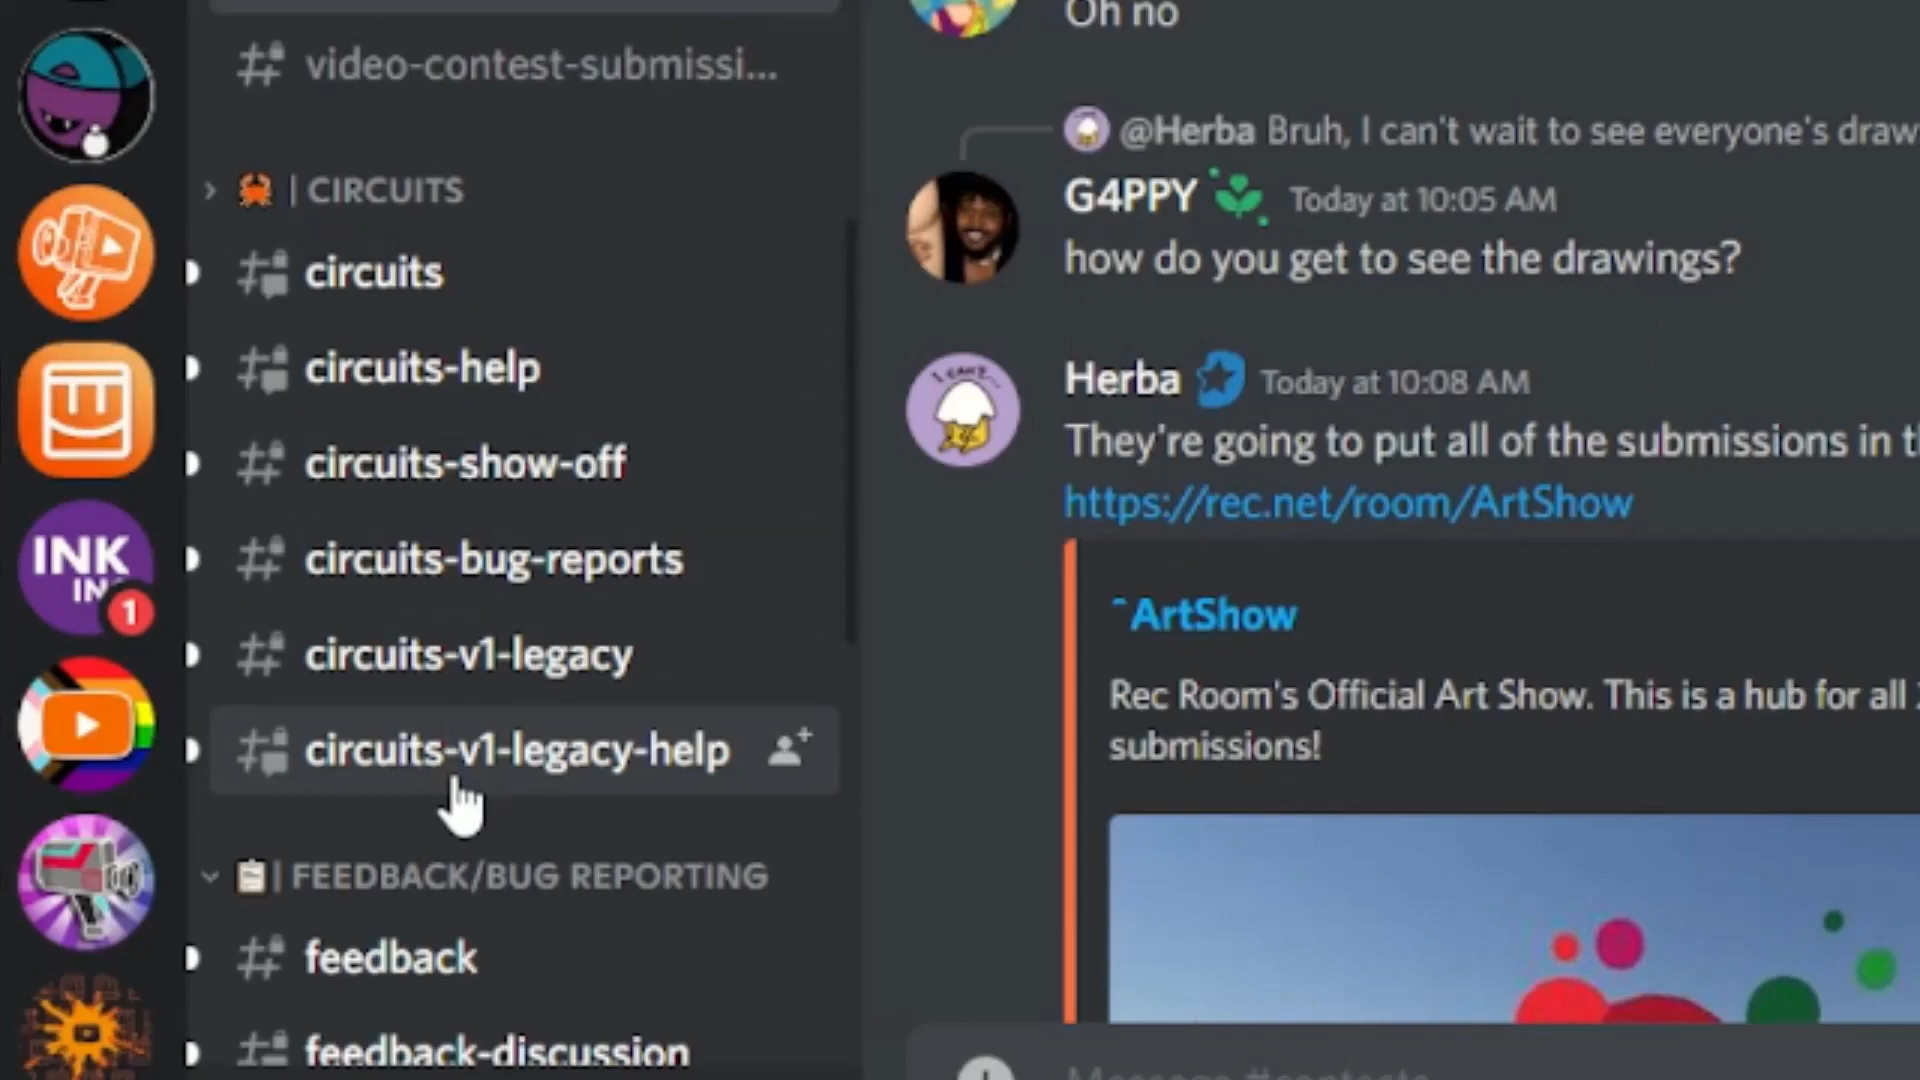 video-contest-submissi...
| CIRCUITS
circuits
circuits-help
circuits-show-off
circuits-bug-reports
circuits-v1-legacy
circuits-v1-legacy-help
| FEEDBACK/BUG REPORTING
feedback
feedback-discussion
INK
IN
1
Oh no
@Herba Bruh, I can't wait to see everyone's draw
G4PPY Today at 10:05 AM
how do you get to see the drawings?
I CAN'T...
Herba Today at 10:08 AM
They're going to put all of the submissions in t
https://rec.net/room/ArtShow
^ArtShow
Rec Room's Official Art Show. This is a hub for all
submissions!
Message #contests